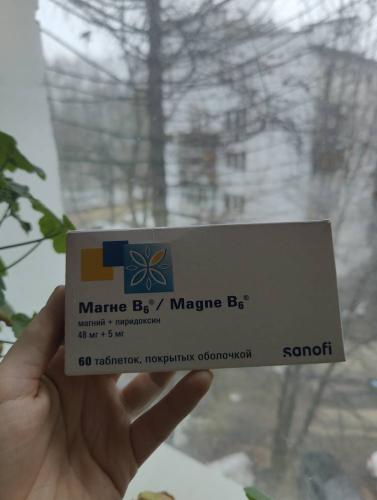 Магне B₆® / Magne B₆®
магний + пиридоксин
48 мг + 5 мг
60 таблеток, покрытых оболочкой
sanofi